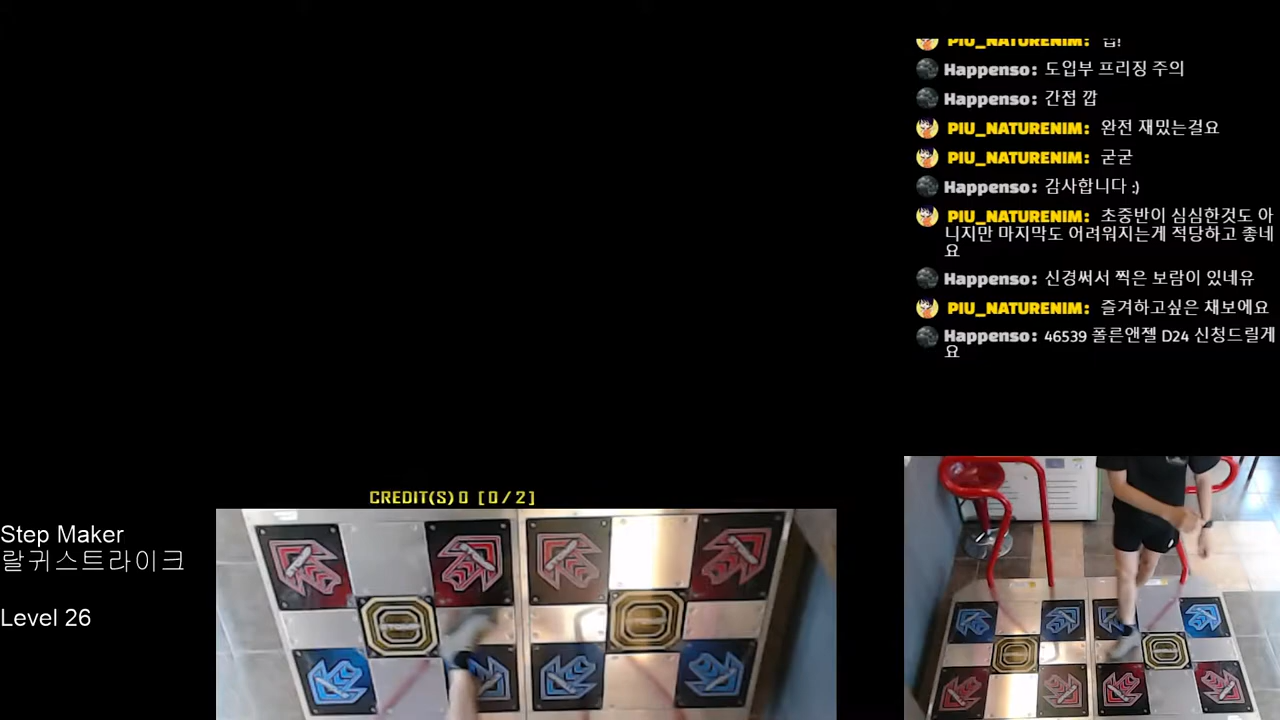 PIU_NATURENIM: 넵!
Happenso: 도입부 프리징 주의
Happenso: 간접 깝
PIU_NATURENIM: 완전 재밌는걸요
PIU_NATURENIM: 굳굳
Happenso: 감사합니다 :)
PIU_NATURENIM: 초중반이 심심한것도 아
니지만 마지막도 어려워지는게 적당하고 좋네
요
Happenso: 신경써서 찍은 보람이 있네유
PIU_NATURENIM: 즐겨하고싶은 채보에요
Happenso: 46539 폴른앤젤 D24 신청드릴게
요
CREDIT(S) 0 [0/2]
Step Maker
랄귀스트라이크
Level 26